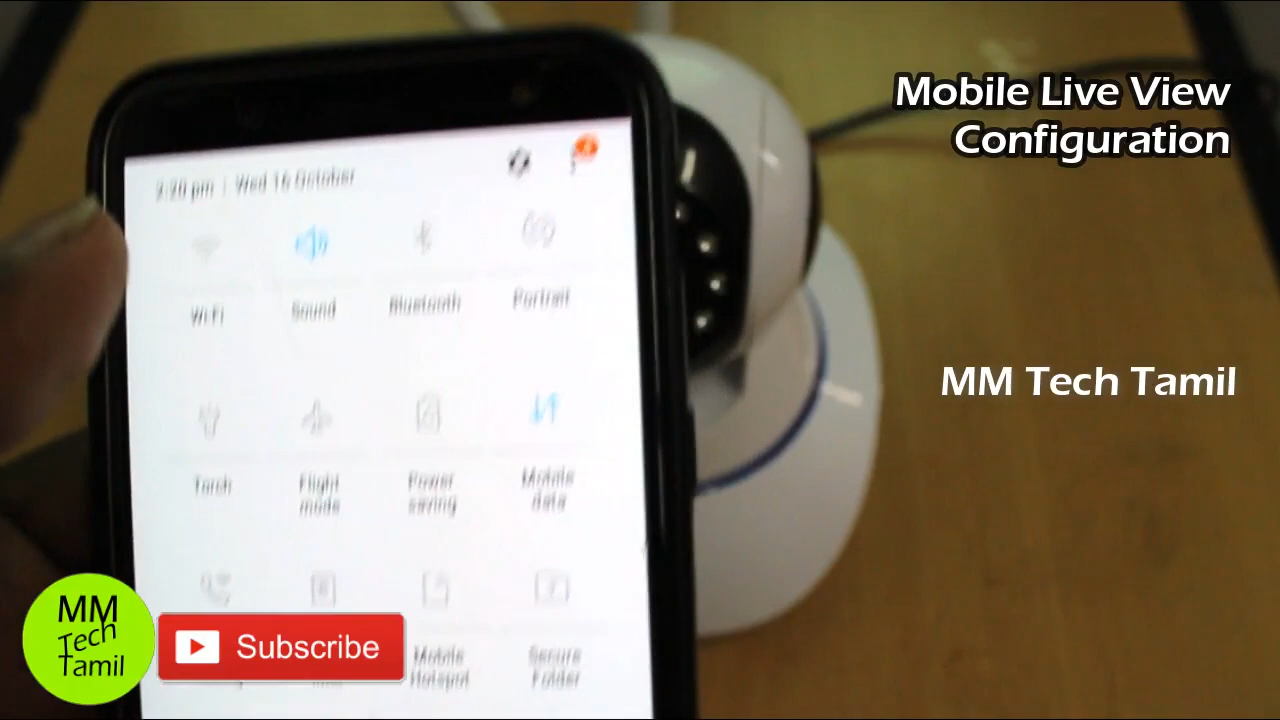 Mobile Live View
Configuration
Wed 16 October
Wi-Fi
Sound
Bluetooth
Portrait
MM Tech Tamil
Torch
Flight
mode
Power
saving
Mobile
data
MM
Tech
Tamil
Subscribe
Mobile
Hotspot
Secure
Folder